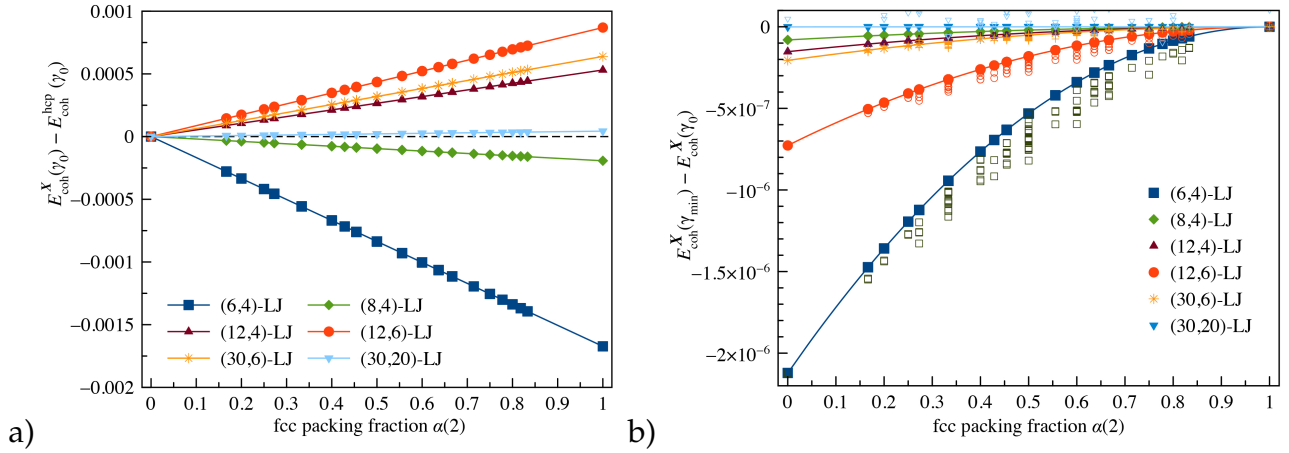 0.001
0.0005
0
−0.0005
−0.001
−0.0015
−0.002
E^X_coh(γ_0) − E^hcp_coh(γ_0)
(6,4)-LJ (8,4)-LJ
(12,4)-LJ (12,6)-LJ
(30,6)-LJ (30,20)-LJ
0 0.1 0.2 0.3 0.4 0.5 0.6 0.7 0.8 0.9 1
fcc packing fraction α(2)
a)
0
−5×10⁻⁷
−1×10⁻⁶
−1.5×10⁻⁶
−2×10⁻⁶
E^X_coh(γ_min) − E^X_coh(γ_0)
(6,4)-LJ
(8,4)-LJ
(12,4)-LJ
(12,6)-LJ
(30,6)-LJ
(30,20)-LJ
0 0.1 0.2 0.3 0.4 0.5 0.6 0.7 0.8 0.9 1
fcc packing fraction α(2)
b)